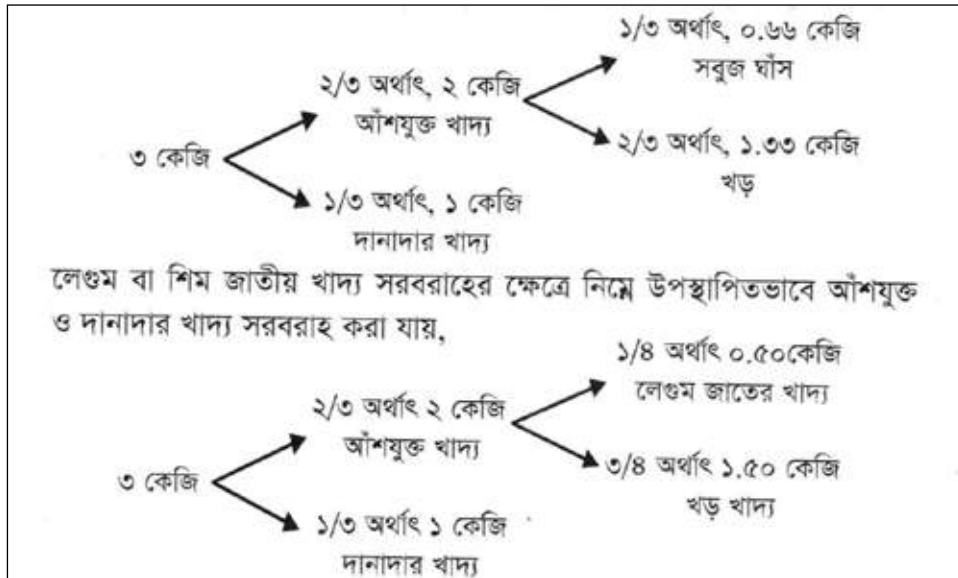 ১/৩ অর্থাৎ, ০.৬৬ কেজি
সবুজ ঘাঁস
২/৩ অর্থাৎ, ২ কেজি
আঁশযুক্ত খাদ্য
২/৩ অর্থাৎ, ১.৩৩ কেজি
খড়
৩ কেজি
১/৩ অর্থাৎ, ১ কেজি
দানাদার খাদ্য
লেগুম বা শিম জাতীয় খাদ্য সরবরাহের ক্ষেত্রে নিম্নে উপস্থাপিতভাবে আঁশযুক্ত
ও দানাদার খাদ্য সরবরাহ করা যায়,
১/৪ অর্থাৎ ০.৫০কেজি
লেগুম জাতের খাদ্য
২/৩ অর্থাৎ ২ কেজি
আঁশযুক্ত খাদ্য
৩/৪ অর্থাৎ ১.৫০ কেজি
খড় খাদ্য
৩ কেজি
১/৩ অর্থাৎ ১ কেজি
দানাদার খাদ্য